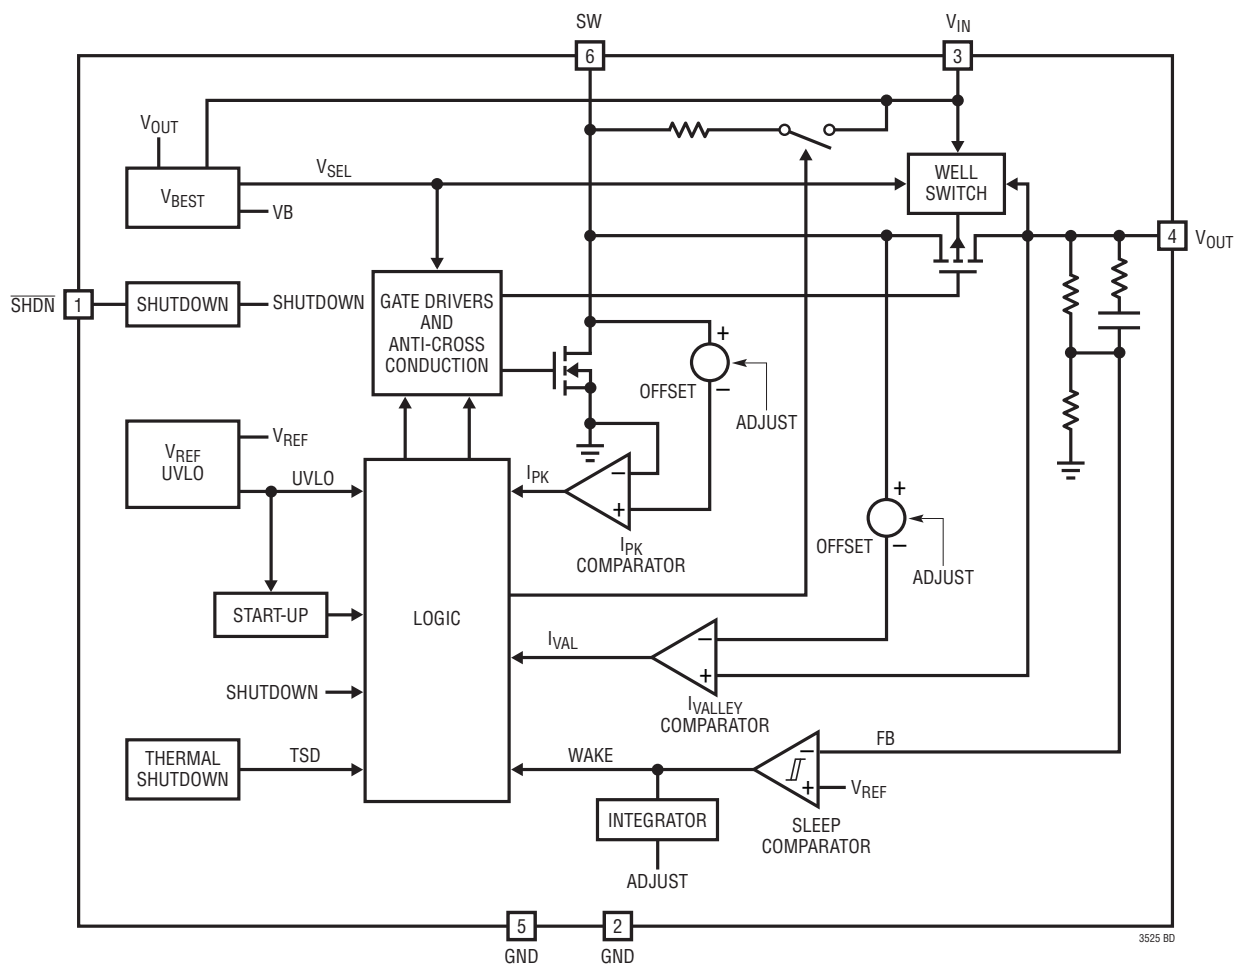 SW
VIN
6
3
VOUT
VSEL
VBEST
VB
WELL
SWITCH
4
VOUT
SHDN
1
SHUTDOWN
SHUTDOWN
GATE DRIVERS
AND
ANTI-CROSS
CONDUCTION
+
OFFSET
–
ADJUST
VREF
UVLO
VREF
UVLO
IPK
–
+
IPK
COMPARATOR
+
OFFSET
–
ADJUST
START-UP
LOGIC
IVAL
–
+
IVALLEY
COMPARATOR
SHUTDOWN
THERMAL
SHUTDOWN
TSD
WAKE
–
+
FB
VREF
INTEGRATOR
SLEEP
COMPARATOR
ADJUST
5
2
GND
GND
3525 BD